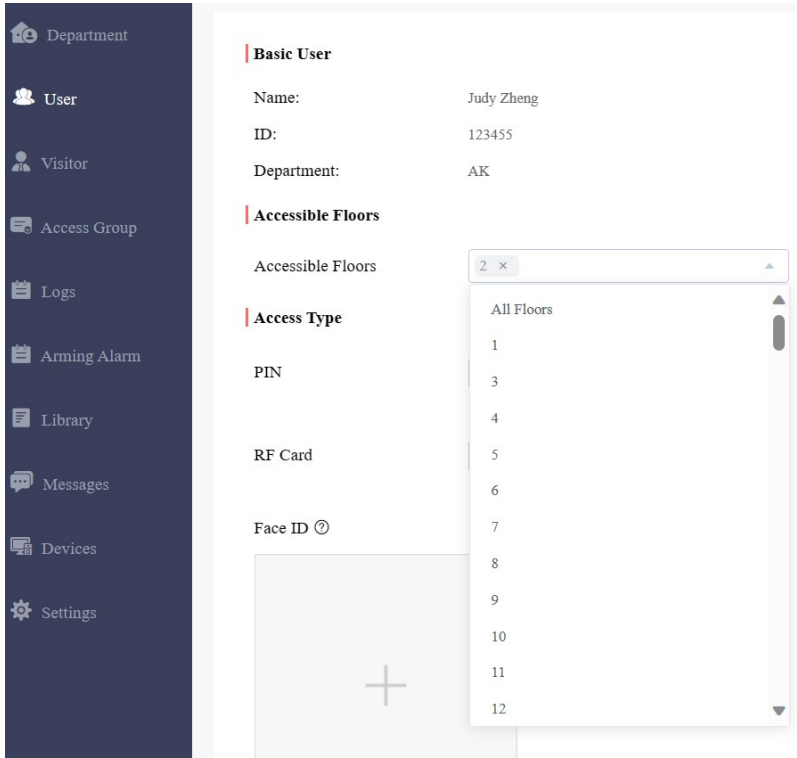 Department
User
Visitor
Access Group
Logs
Arming Alarm
Library
Messages
Devices
Settings
Basic User
Name: Judy Zheng
ID: 123455
Department: AK
Accessible Floors
Accessible Floors 2 ×
All Floors
1
3
4
5
6
7
8
9
10
11
12
Access Type
PIN
RF Card
Face ID ?